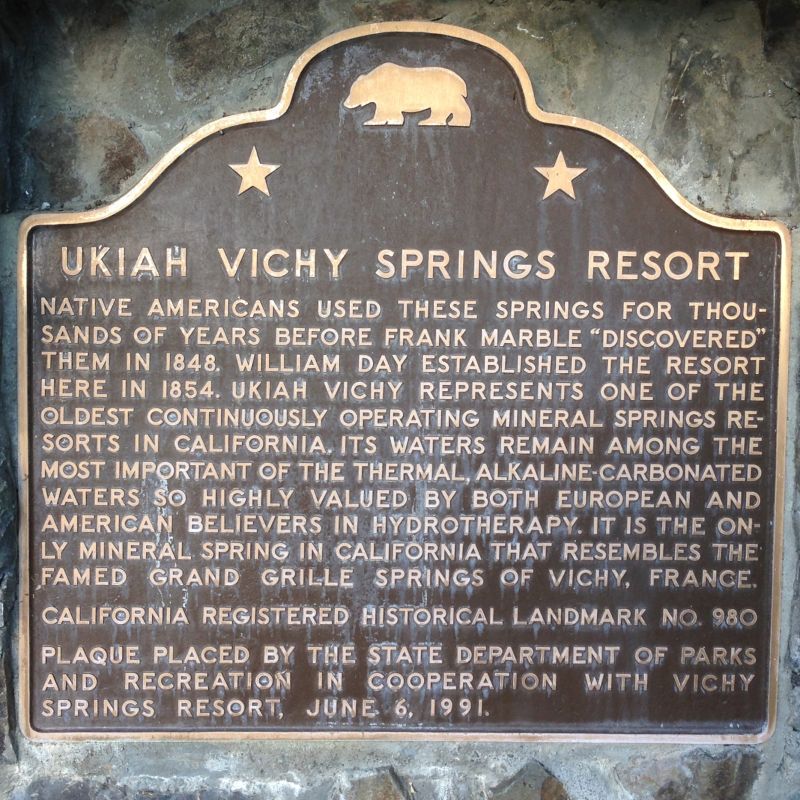 UKIAH VICHY SPRINGS RESORT
NATIVE AMERICANS USED THESE SPRINGS FOR THOU-
SANDS OF YEARS BEFORE FRANK MARBLE "DISCOVERED"
THEM IN 1848. WILLIAM DAY ESTABLISHED THE RESORT
HERE IN 1854. UKIAH VICHY REPRESENTS ONE OF THE
OLDEST CONTINUOUSLY OPERATING MINERAL SPRINGS RE-
SORTS IN CALIFORNIA. ITS WATERS REMAIN AMONG THE
MOST IMPORTANT OF THE THERMAL, ALKALINE-CARBONATED
WATERS SO HIGHLY VALUED BY BOTH EUROPEAN AND
AMERICAN BELIEVERS IN HYDROTHERAPY. IT IS THE ON-
LY MINERAL SPRING IN CALIFORNIA THAT RESEMBLES THE
FAMED GRAND GRILLE SPRINGS OF VICHY, FRANCE.
CALIFORNIA REGISTERED HISTORICAL LANDMARK NO. 980
PLAQUE PLACED BY THE STATE DEPARTMENT OF PARKS
AND RECREATION IN COOPERATION WITH VICHY
SPRINGS RESORT, JUNE 6, 1991.